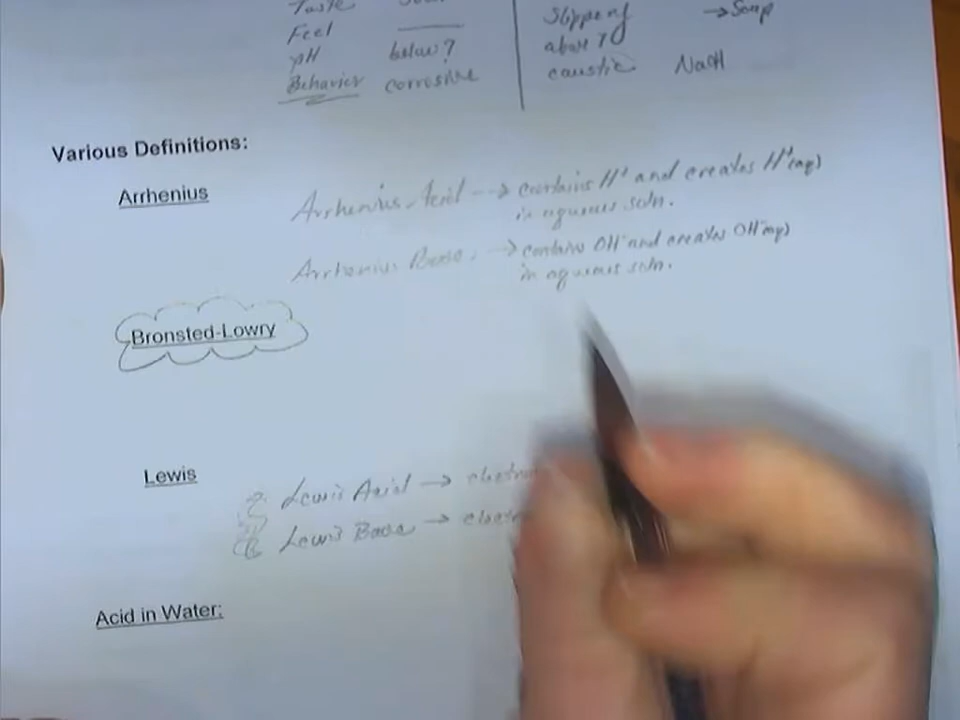 Taste
Feel
Slippery → Soap
pH below 7
above 7
Behavior corrosive
caustic NaOH
Various Definitions:
Arrhenius
Arrhenius Acid → contains H⁺ and creates H⁺(aq)
in aqueous soln.
Arrhenius Base → contains OH⁻ and creates OH⁻(aq)
in aqueous soln.
Bronsted-Lowry
Lewis
Lewis Acid →
Lewis Base →
Acid in Water: